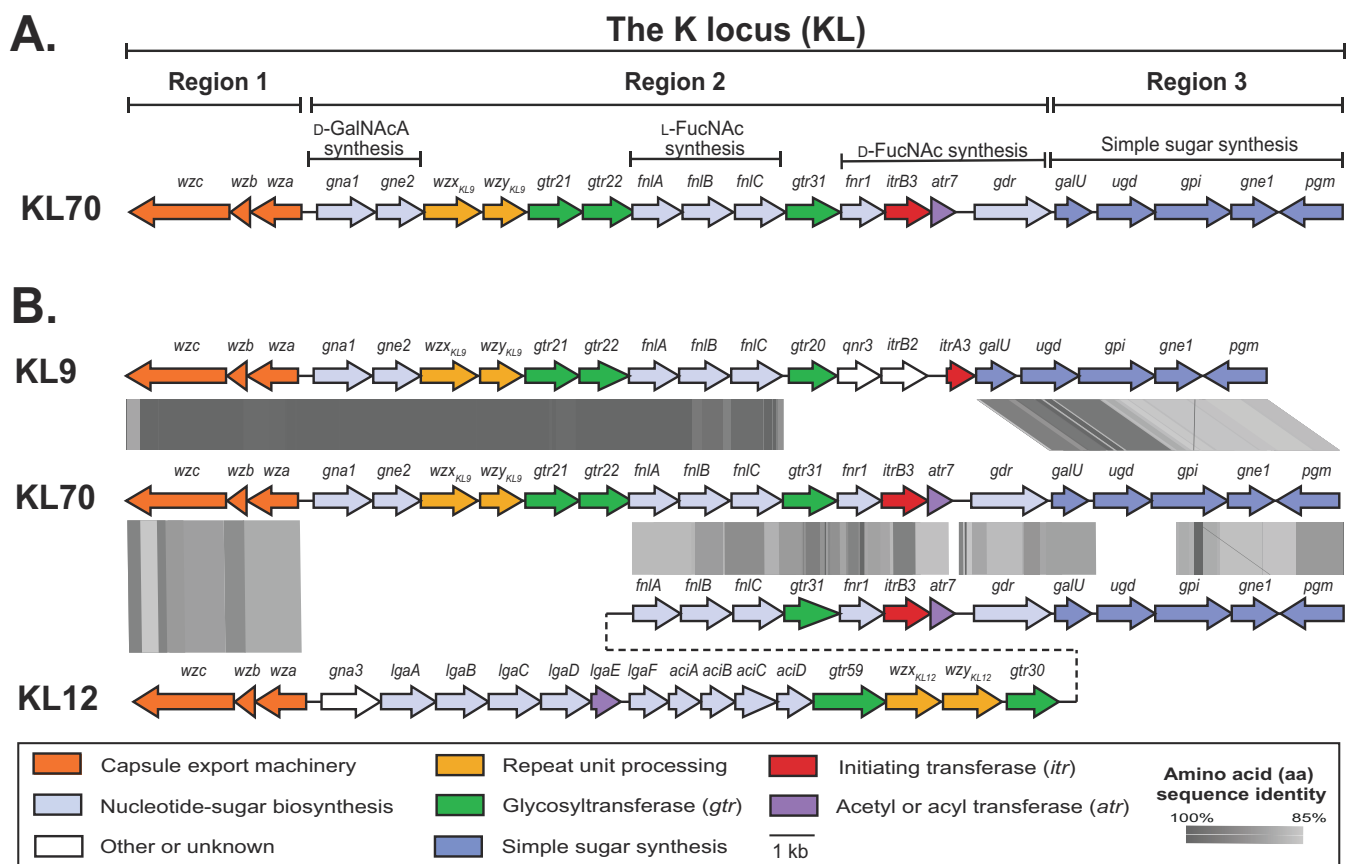 A.
The K locus (KL)
Region 1 Region 2 Region 3
D-GalNAcA synthesis L-FucNAc synthesis D-FucNAc synthesis Simple sugar synthesis
wzc wzb wza gna1 gne2 wzxKL9 wzyKL9 gtr21 gtr22 fnlA fnlB fnlC gtr31 fnr1 itrB3 atr7 gdr galU ugd gpi gne1 pgm
KL70
B.
wzc wzb wza gna1 gne2 wzxKL9 wzyKL9 gtr21 gtr22 fnlA fnlB fnlC gtr20 qnr3 itrB2 itrA3 galU ugd gpi gne1 pgm
KL9
wzc wzb wza gna1 gne2 wzxKL9 wzyKL9 gtr21 gtr22 fnlA fnlB fnlC gtr31 fnr1 itrB3 atr7 gdr galU ugd gpi gne1 pgm
KL70
fnlA fnlB fnlC gtr31 fnr1 itrB3 atr7 gdr galU ugd gpi gne1 pgm
wzc wzb wza gna3 lgaA lgaB lgaC lgaD lgaE lgaF aciA aciB aciC aciD gtr59 wzxKL12 wzyKL12 gtr30
KL12
Capsule export machinery Repeat unit processing Initiating transferase (itr)
Nucleotide-sugar biosynthesis Glycosyltransferase (gtr) Acetyl or acyl transferase (atr)
Other or unknown Simple sugar synthesis 1 kb
Amino acid (aa)
sequence identity
100% 85%